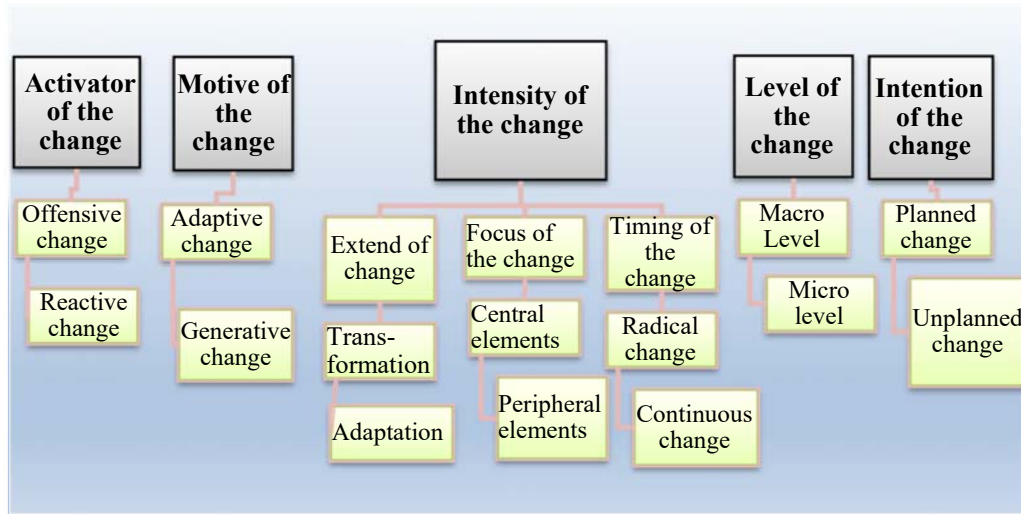 Activator
of the
change
Offensive
change
Reactive
change
Motive of
the
change
Adaptive
change
Generative
change
Intensity of
the change
Extend of
change
Trans-
formation
Adaptation
Focus of
the change
Central
elements
Peripheral
elements
Timing of
the
change
Radical
change
Continuous
change
Level of
the
change
Macro
Level
Micro
level
Intention
of the
change
Planned
change
Unplanned
change